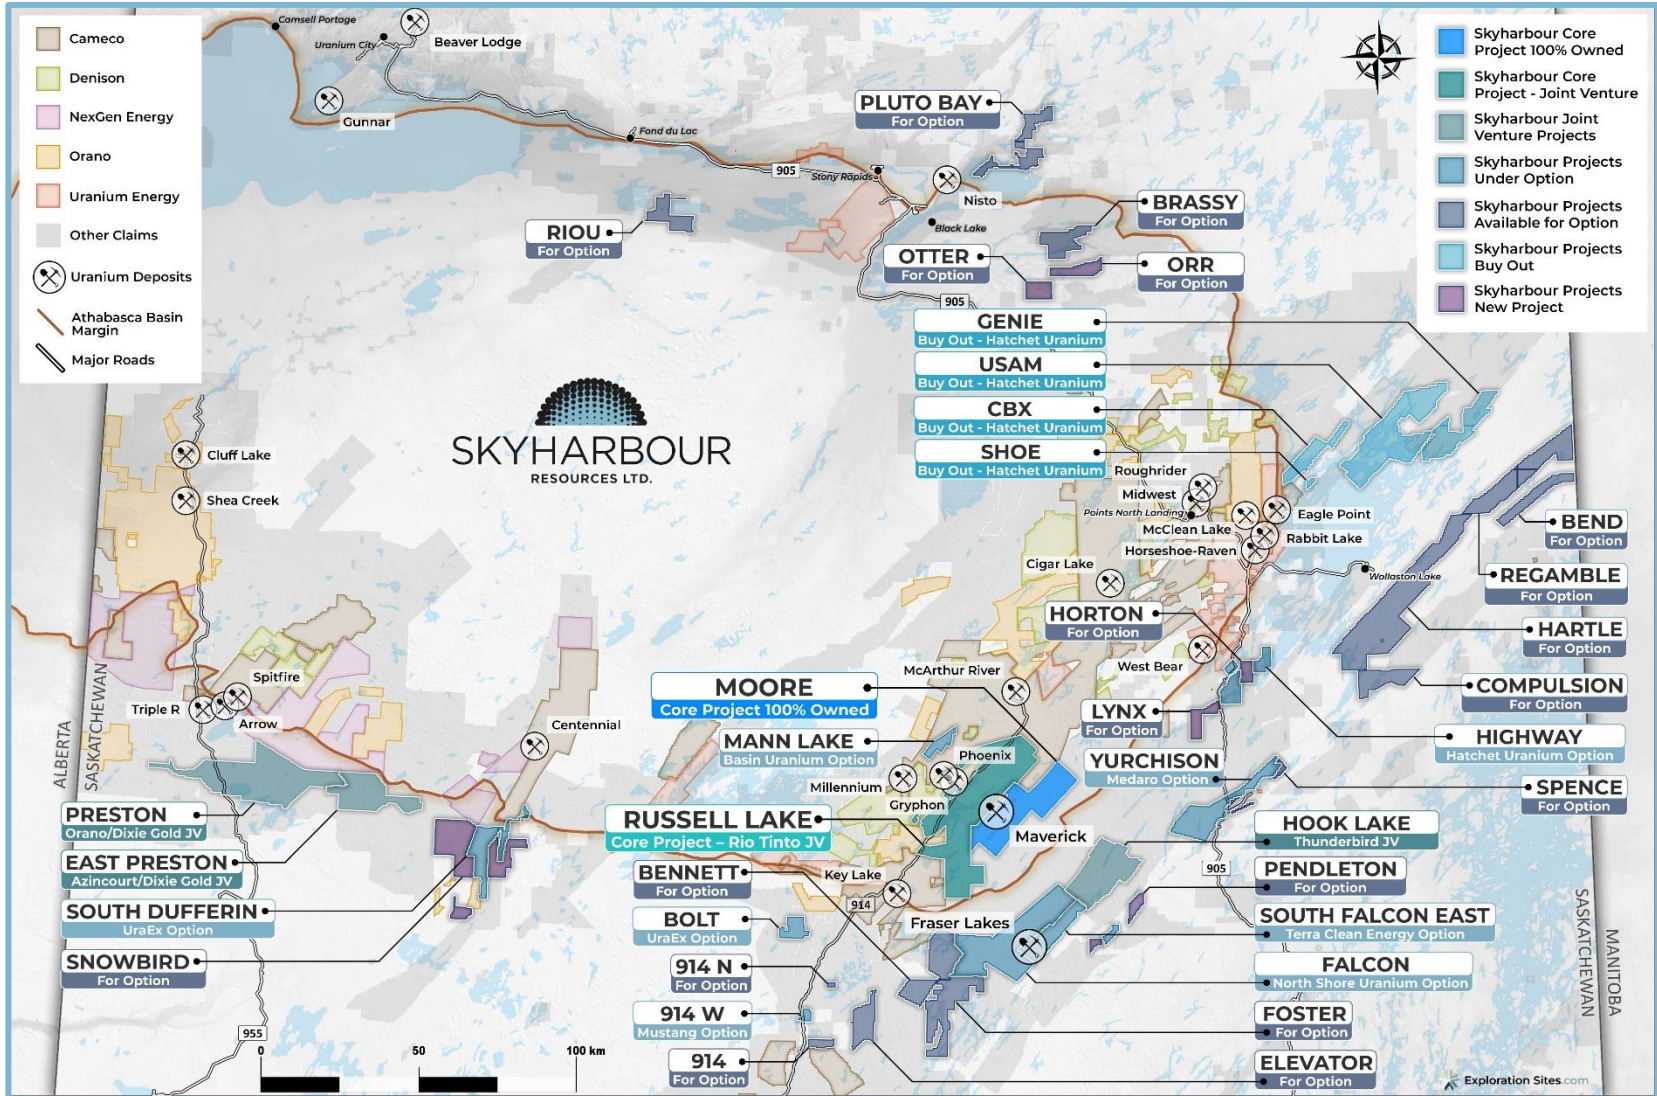 Cameco
Denison
NexGen Energy
Orano
Uranium Energy
Other Claims
Uranium Deposits
Athabasca Basin
Margin
Major Roads
Skyharbour Core
Project 100% Owned
Skyharbour Core
Project - Joint Venture
Skyharbour Joint
Venture Projects
Skyharbour Projects
Under Option
Skyharbour Projects
Available for Option
Skyharbour Projects
Buy Out
Skyharbour Projects
New Project
Camsell Portage
Uranium City
Beaver Lodge
Gunnar
Fond du Lac
905
Stony Rapids
PLUTO BAY
For Option
Nisto
Black Lake
RIOU
For Option
BRASSY
For Option
OTTER
For Option
ORR
For Option
905
GENIE
Buy Out - Hatchet Uranium
USAM
Buy Out - Hatchet Uranium
CBX
Buy Out - Hatchet Uranium
SHOE
Buy Out - Hatchet Uranium
SKYHARBOUR
RESOURCES LTD.
Cluff Lake
Shea Creek
Roughrider
Midwest
Points North Landing
McClean Lake
Horseshoe-Raven
Eagle Point
Rabbit Lake
Cigar Lake
Wollaston Lake
BEND
For Option
REGAMBLE
For Option
HARTLE
For Option
COMPULSION
For Option
HORTON
For Option
West Bear
LYNX
For Option
HIGHWAY
Hatchet Uranium Option
YURCHISON
Medaro Option
SPENCE
For Option
McArthur River
MOORE
Core Project 100% Owned
MANN LAKE
Basin Uranium Option
Phoenix
Millennium
Gryphon
RUSSELL LAKE
Core Project – Rio Tinto JV
Maverick
Spitfire
Triple R
Arrow
Centennial
ALBERTA
SASKATCHEWAN
PRESTON
Orano/Dixie Gold JV
EAST PRESTON
Azincourt/Dixie Gold JV
SOUTH DUFFERIN
UraEx Option
SNOWBIRD
For Option
955
BENNETT
For Option
Key Lake
914
BOLT
UraEx Option
Fraser Lakes
914 N
For Option
914 W
Mustang Option
914
For Option
HOOK LAKE
Thunderbird JV
905
PENDLETON
For Option
SOUTH FALCON EAST
Terra Clean Energy Option
FALCON
North Shore Uranium Option
FOSTER
For Option
ELEVATOR
For Option
SASKATCHEWAN
MANITOBA
0 50 100 km
Exploration Sites.com